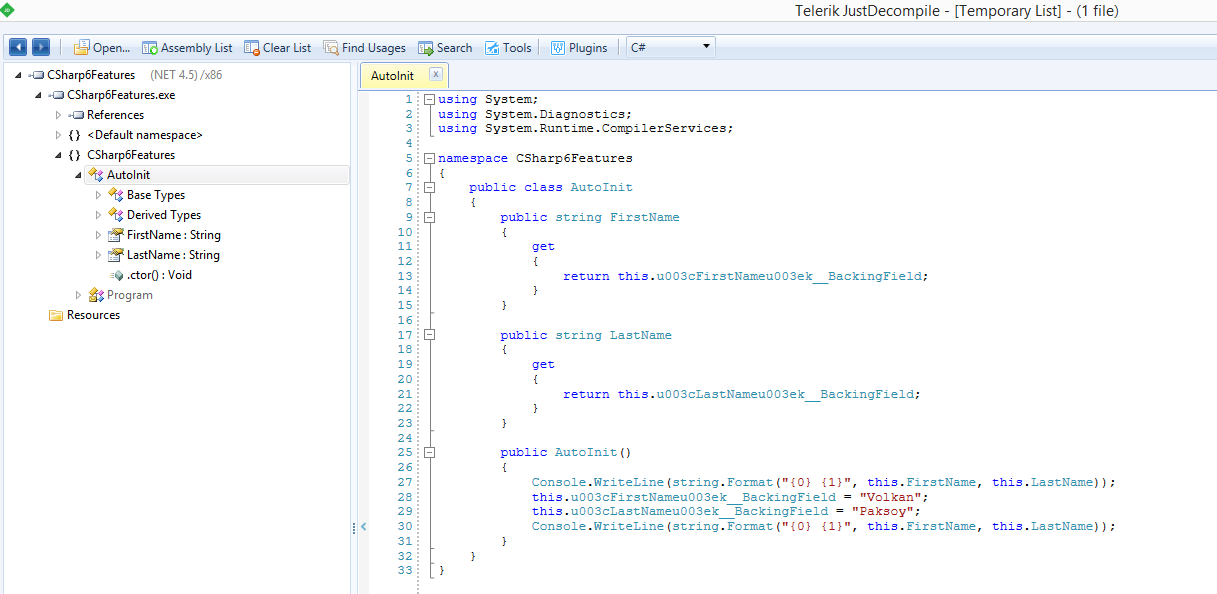 Telerik JustDecompile - [Temporary List] - (1 file)
Open... Assembly List Clear List Find Usages Search Tools Plugins C#
CSharp6Features (NET 4.5) /x86
CSharp6Features.exe
References
{} <Default namespace>
{} CSharp6Features
AutoInit
Base Types
Derived Types
FirstName : String
LastName : String
.ctor() : Void
Program
Resources
AutoInit x
1 using System;
2 using System.Diagnostics;
3 using System.Runtime.CompilerServices;
4
5 namespace CSharp6Features
6 {
7 public class AutoInit
8 {
9 public string FirstName
10 {
11 get
12 {
13 return this.u003cFirstNameu003ek__BackingField;
14 }
15 }
16
17 public string LastName
18 {
19 get
20 {
21 return this.u003cLastNameu003ek__BackingField;
22 }
23 }
24
25 public AutoInit()
26 {
27 Console.WriteLine(string.Format("{0} {1}", this.FirstName, this.LastName));
28 this.u003cFirstNameu003ek__BackingField = "Volkan";
29 this.u003cLastNameu003ek__BackingField = "Paksoy";
30 Console.WriteLine(string.Format("{0} {1}", this.FirstName, this.LastName));
31 }
32 }
33 }